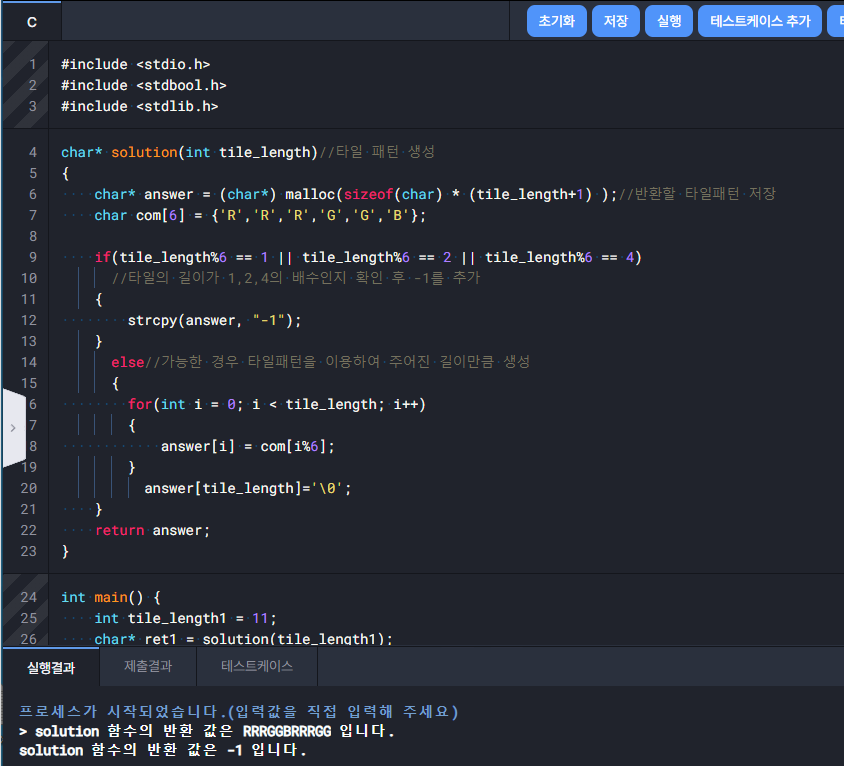 C
초기화 저장 실행 테스트케이스 추가
1 #include <stdio.h>
2 #include <stdbool.h>
3 #include <stdlib.h>
4 char* solution(int tile_length)//타일 패턴 생성
5 {
6 char* answer = (char*) malloc(sizeof(char) * (tile_length+1) );//반환할 타일패턴 저장
7 char com[6] = {'R','R','R','G','G','B'};
8
9 if(tile_length%6 == 1 || tile_length%6 == 2 || tile_length%6 == 4)
10 //타일의 길이가 1,2,4의 배수인지 확인 후 -1를 추가
11 {
12 strcpy(answer, "-1");
13 }
14 else//가능한 경우 타일패턴을 이용하여 주어진 길이만큼 생성
15 {
6 for(int i = 0; i < tile_length; i++)
7 {
8 answer[i] = com[i%6];
19 }
20 answer[tile_length]='\0';
21 }
22 return answer;
23 }
24 int main() {
25 int tile_length1 = 11;
26 char* ret1 = solution(tile_length1);
실행결과 제출결과 테스트케이스
프로세스가 시작되었습니다.(입력값을 직접 입력해 주세요)
> solution 함수의 반환 값은 RRRGGBRRRGG 입니다.
solution 함수의 반환 값은 -1 입니다.